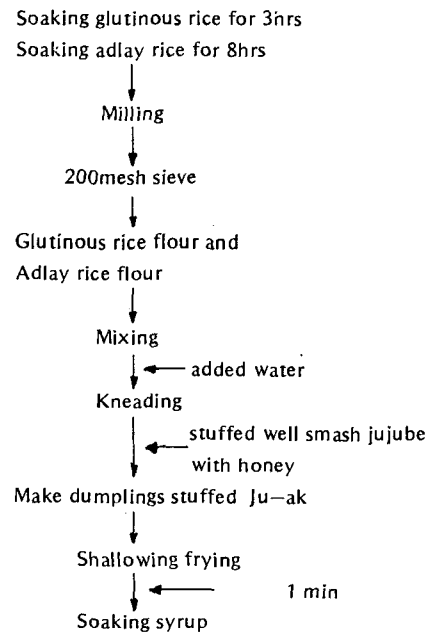 Soaking glutinous rice for 3hrs
Soaking adlay rice for 8hrs
Milling
200mesh sieve
Glutinous rice flour and
Adlay rice flour
Mixing
added water
Kneading
stuffed well smash jujube
with honey
Make dumplings stuffed Ju-ak
Shallowing frying
1 min
Soaking syrup